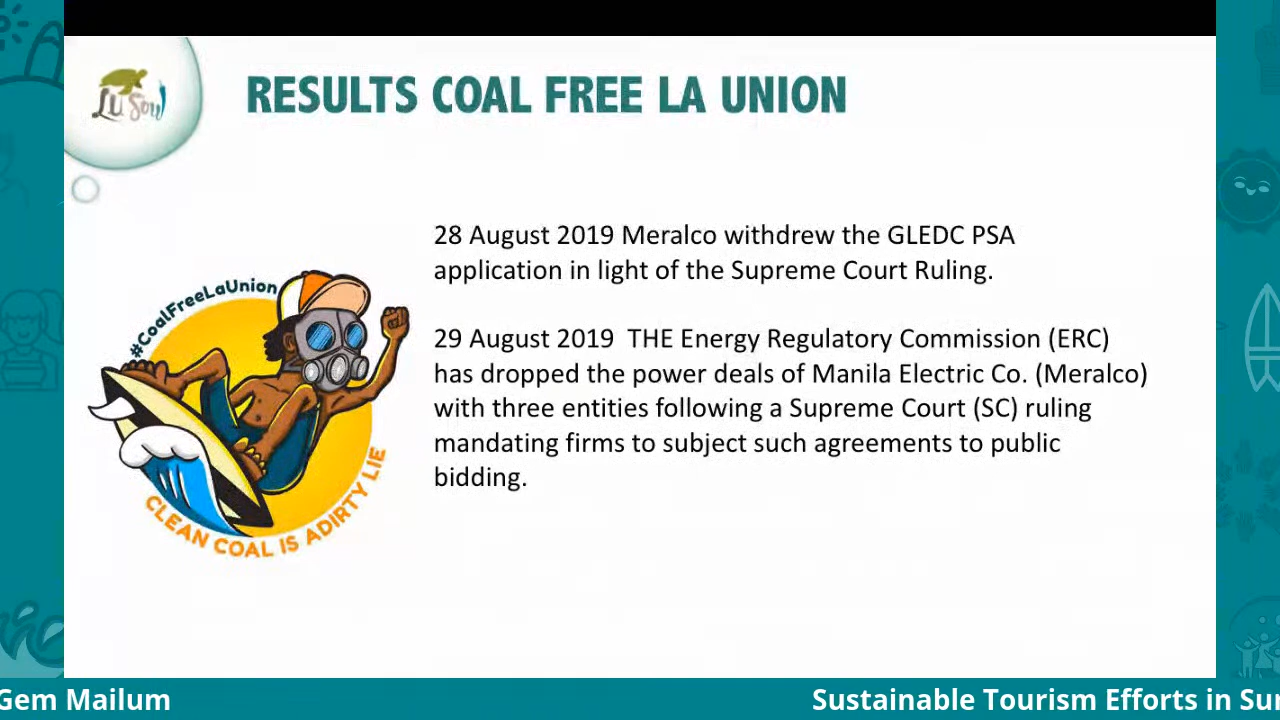 LU Soul
RESULTS COAL FREE LA UNION
28 August 2019 Meralco withdrew the GLEDC PSA
application in light of the Supreme Court Ruling.
#CoalFreeLaUnion
29 August 2019 THE Energy Regulatory Commission (ERC)
has dropped the power deals of Manila Electric Co. (Meralco)
with three entities following a Supreme Court (SC) ruling
mandating firms to subject such agreements to public
bidding.
CLEAN COAL IS ADIRTY LIE
Gem Mailum
Sustainable Tourism Efforts in Sur